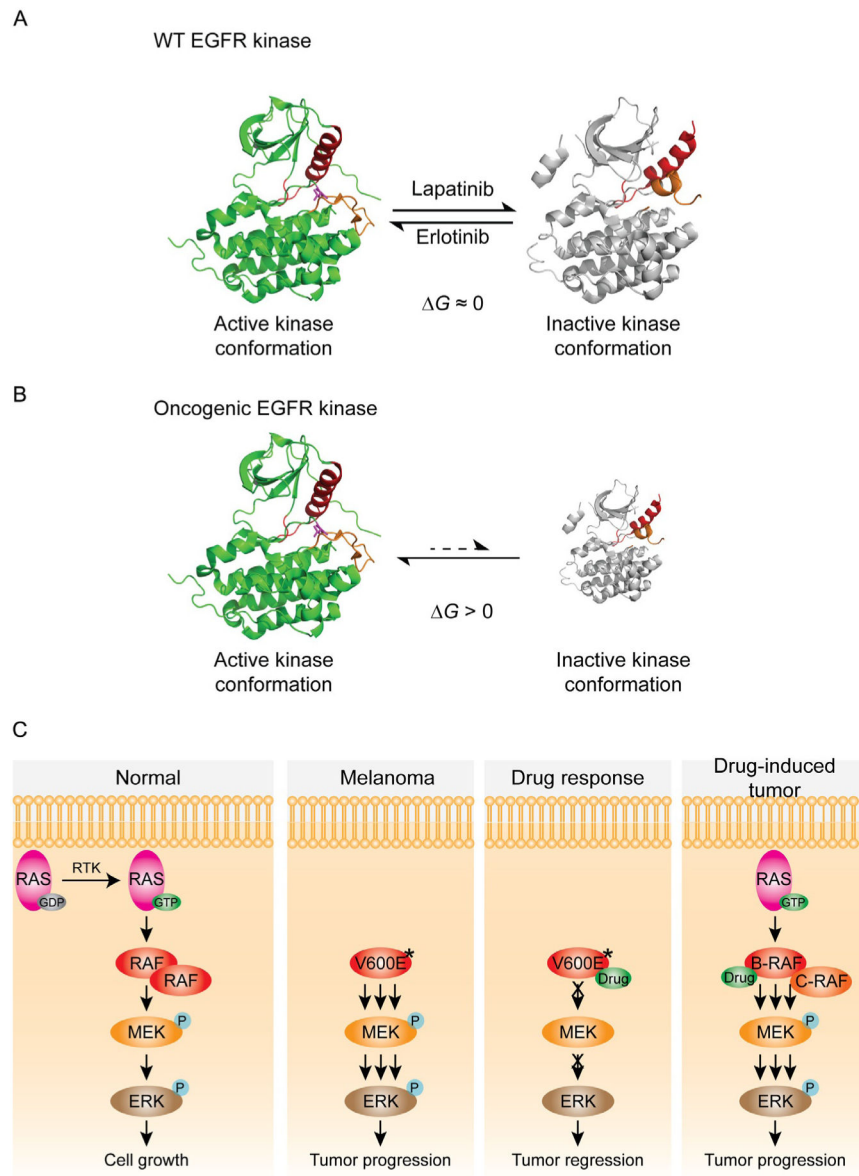 A
WT EGFR kinase
Lapatinib
Erlotinib
ΔG ≈ 0
Active kinase
conformation
Inactive kinase
conformation
B
Oncogenic EGFR kinase
ΔG > 0
Active kinase
conformation
Inactive kinase
conformation
C
Normal
RAS
GDP
RTK
RAS
GTP
RAF
RAF
MEK
P
ERK
P
Cell growth
Melanoma
V600E*
MEK
P
ERK
P
Tumor progression
Drug response
V600E*
Drug
MEK
ERK
Tumor regression
Drug-induced
tumor
RAS
GTP
B-RAF
Drug
C-RAF
MEK
P
ERK
P
Tumor progression